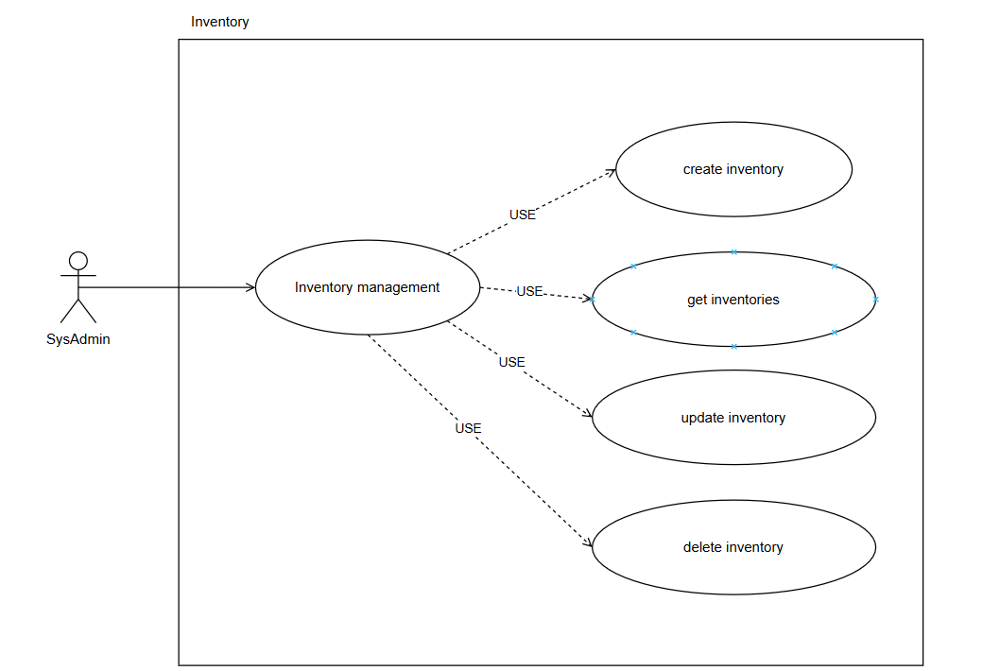 Inventory
create inventory
USE
Inventory management
USE
get inventories
SysAdmin
USE
update inventory
USE
delete inventory